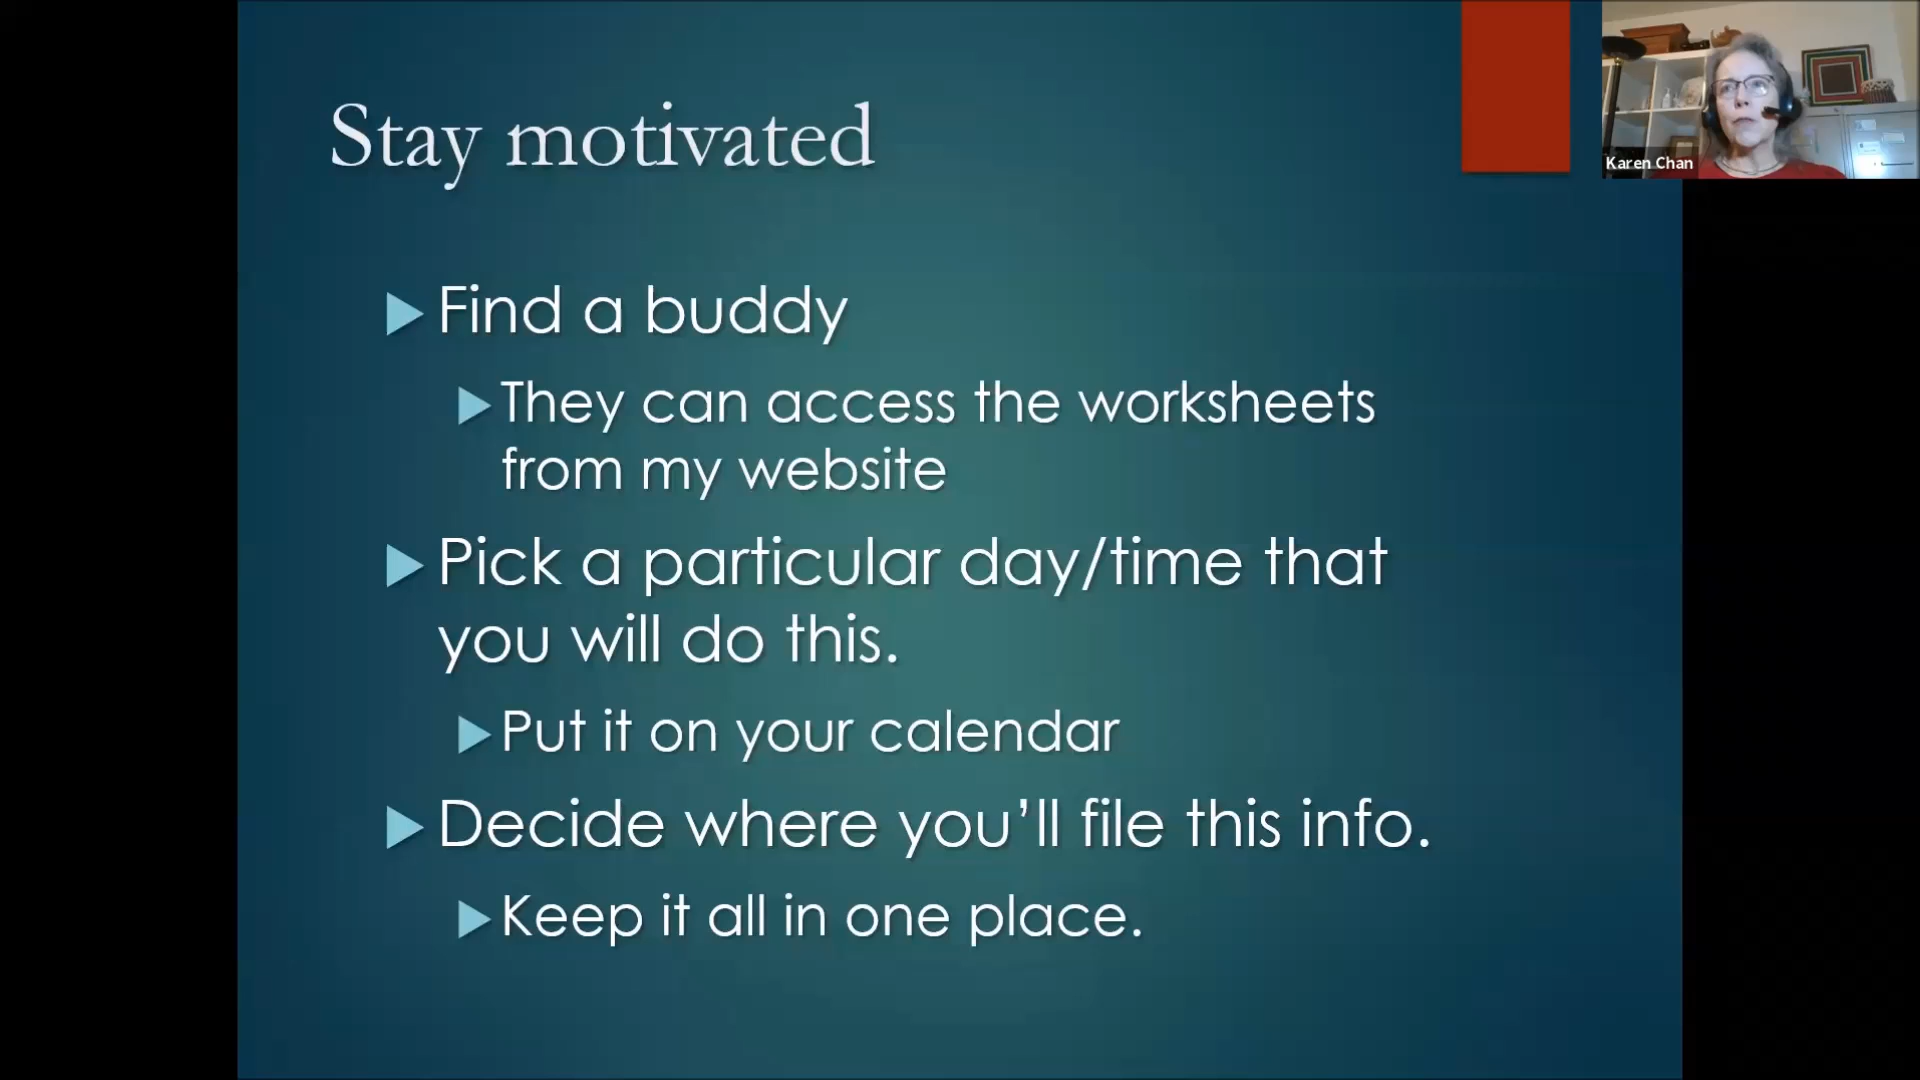 Stay motivated
Karen Chan
Find a buddy
They can access the worksheets
from my website
Pick a particular day/time that
you will do this.
Put it on your calendar
Decide where you’ll file this info.
Keep it all in one place.